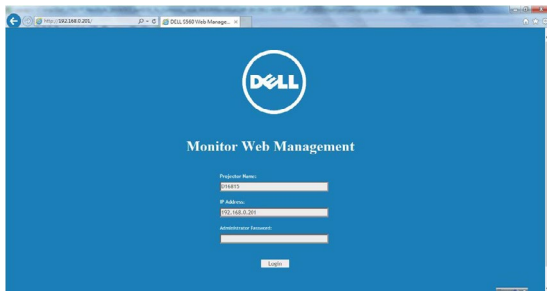 http://192.168.0.201/
DELL S560 Web Manage...
DELL
Monitor Web Management
Projector Name:
IP Address:
192.168.0.201
Administrator Password:
Login